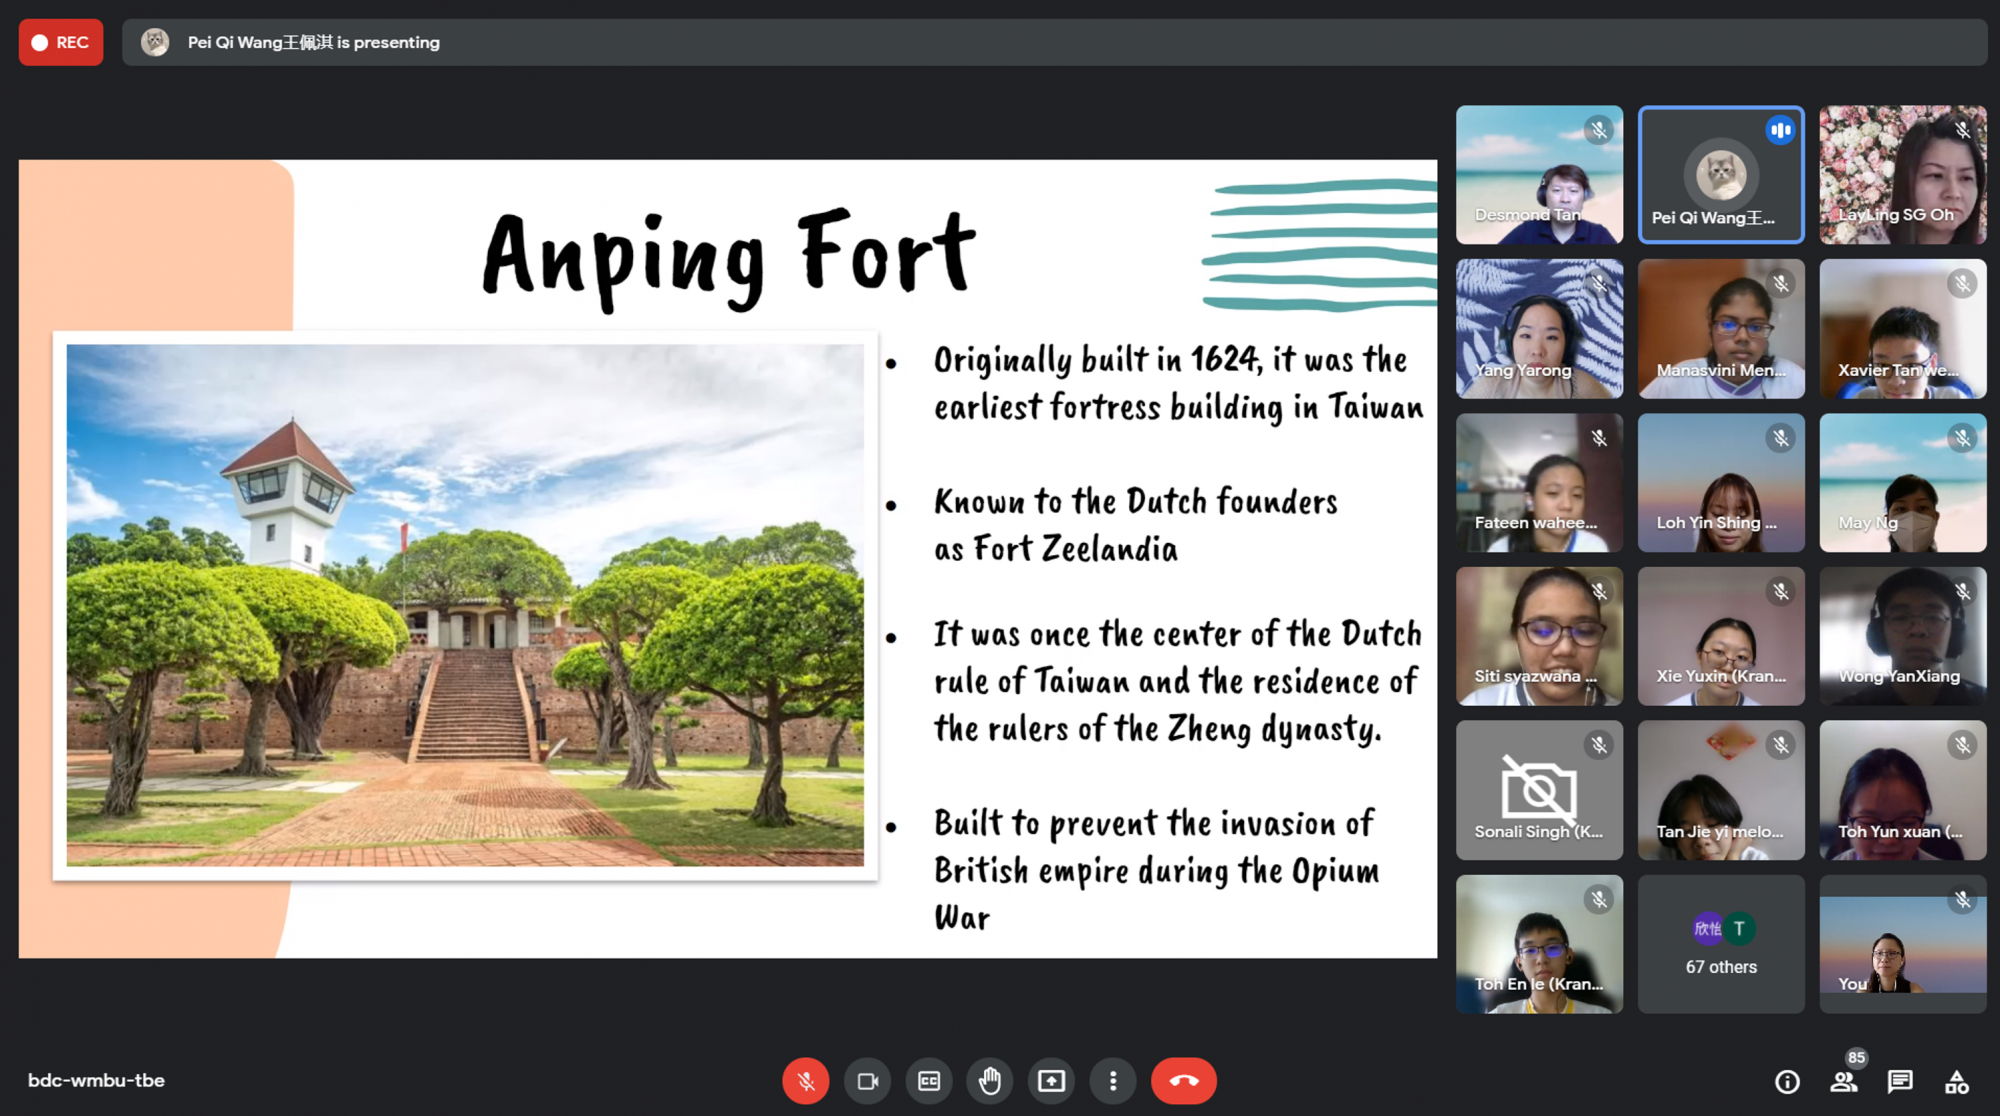 REC
Pei Qi Wang王佩淇 is presenting
Anping Fort
Originally built in 1624, it was the
earliest fortress building in Taiwan
Known to the Dutch founders
as Fort Zeelandia
It was once the center of the Dutch
rule of Taiwan and the residence of
the rulers of the Zheng dynasty.
Built to prevent the invasion of
British empire during the Opium
War
Desmond Tan
Pei Qi Wang王...
LayLing SG Oh
Yang Yarong
Manasvini Men...
Xavier Tan we...
Fateen wahee...
Loh Yin Shing ...
May Ng
Siti syazwana ...
Xie Yuxin (Kran...
Wong YanXiang
Sonali Singh (K...
Tan Jie yi melo...
Toh Yun xuan (...
Toh En le (Kran...
欣怡 T
67 others
You
bdc-wmbu-tbe
CC
85